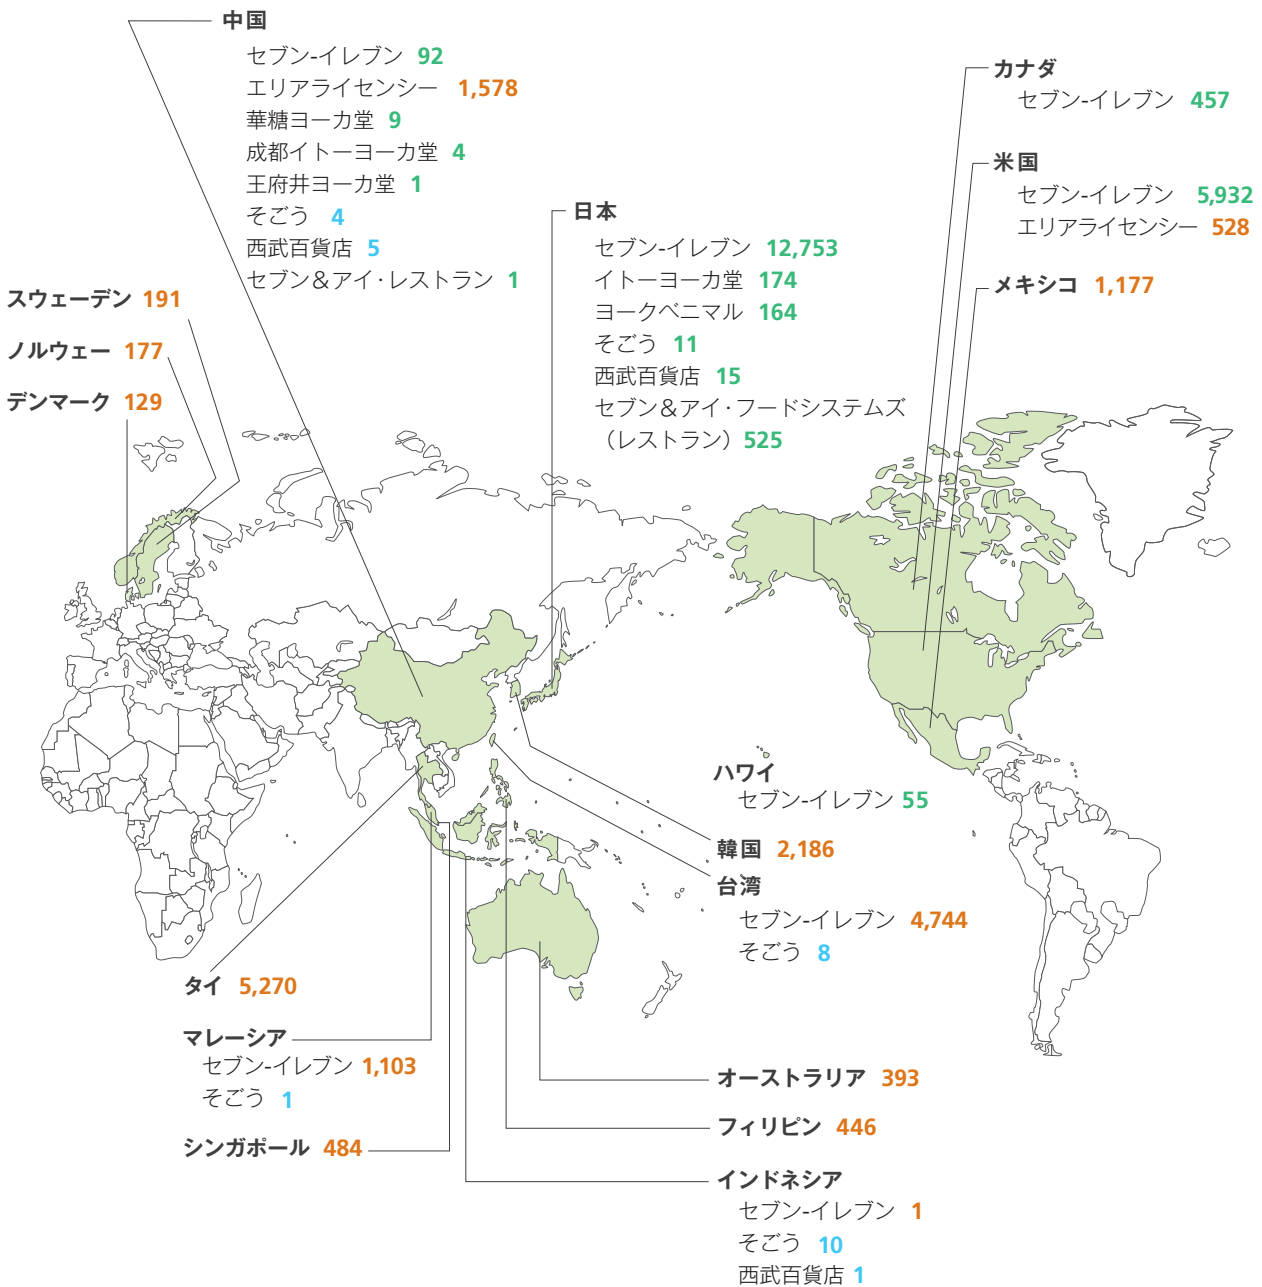 中国
セブン-イレブン 92
エリアライセンシー 1,578
華糖ヨーカ堂 9
成都イトーヨーカ堂 4
王府井ヨーカ堂 1
そごう 4
西武百貨店 5
セブン＆アイ・レストラン 1
日本
セブン-イレブン 12,753
イトーヨーカ堂 174
ヨークベニマル 164
そごう 11
西武百貨店 15
セブン＆アイ・フードシステムズ
（レストラン）525
カナダ
セブン-イレブン 457
米国
セブン-イレブン 5,932
エリアライセンシー 528
メキシコ 1,177
スウェーデン 191
ノルウェー 177
デンマーク 129
ハワイ
セブン-イレブン 55
韓国 2,186
台湾
セブン-イレブン 4,744
そごう 8
タイ 5,270
マレーシア
セブン-イレブン 1,103
そごう 1
シンガポール 484
オーストラリア 393
フィリピン 446
インドネシア
セブン-イレブン 1
そごう 10
西武百貨店 1